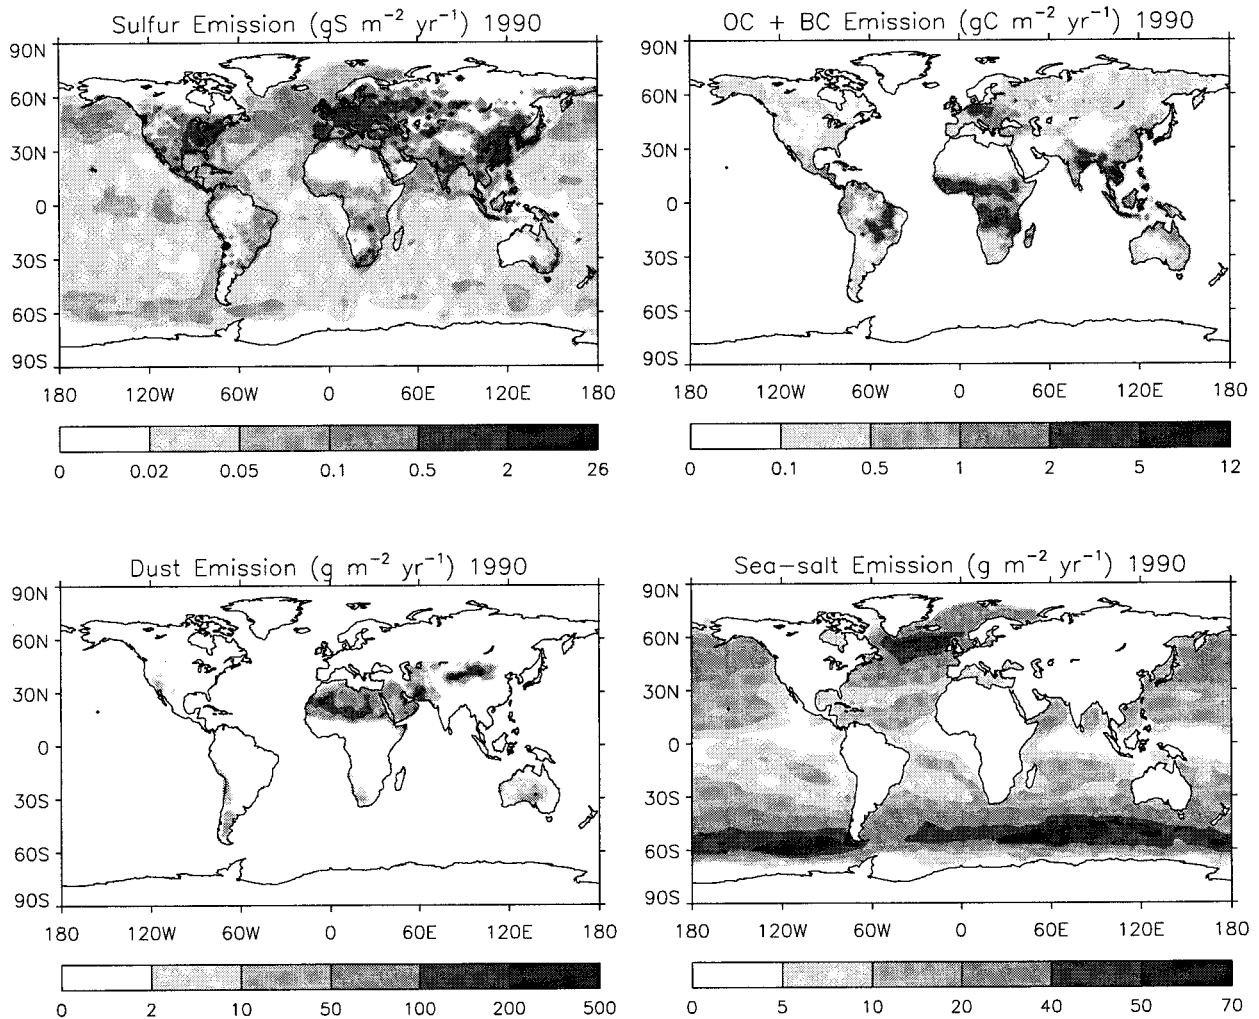 Sulfur Emission (gS m⁻² yr⁻¹) 1990
90N
60N
30N
0
30S
60S
90S
180 120W 60W 0 60E 120E 180
0 0.02 0.05 0.1 0.5 2 26
OC + BC Emission (gC m⁻² yr⁻¹) 1990
90N
60N
30N
0
30S
60S
90S
180 120W 60W 0 60E 120E 180
0 0.1 0.5 1 2 5 12
Dust Emission (g m⁻² yr⁻¹) 1990
90N
60N
30N
0
30S
60S
90S
180 120W 60W 0 60E 120E 180
0 2 10 50 100 200 500
Sea-salt Emission (g m⁻² yr⁻¹) 1990
90N
60N
30N
0
30S
60S
90S
180 120W 60W 0 60E 120E 180
0 5 10 20 40 50 70